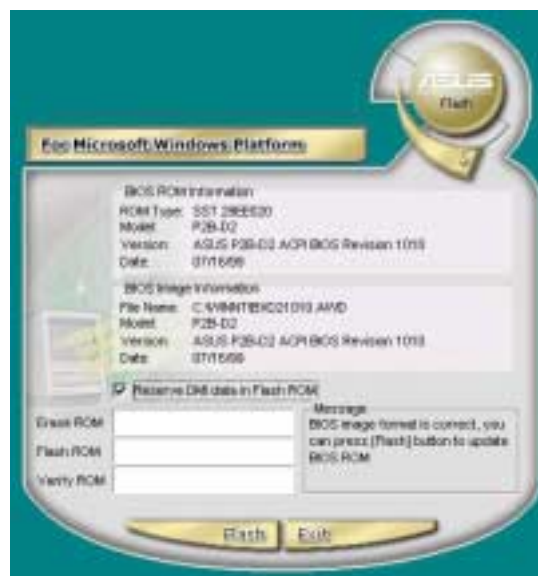 ASUS
Flash
For Microsoft Windows Platform
BIOS ROM Information
ROM Type: SST 28EE020
Model: P2B-D2
Version: ASUS P2B-D2 ACPI BIOS Revision 1010
Date:
BIOS Image Information
File Name:
Model: P2B-D2
Version: ASUS P2B-D2 ACPI BIOS Revision 1010
Date:
Reserve DMI data in Flash ROM
Message
Erase ROM
BIOS image format is correct, you
can press [Flash] button to update
BIOS ROM
Flash ROM
Verify ROM
Flash
Exit